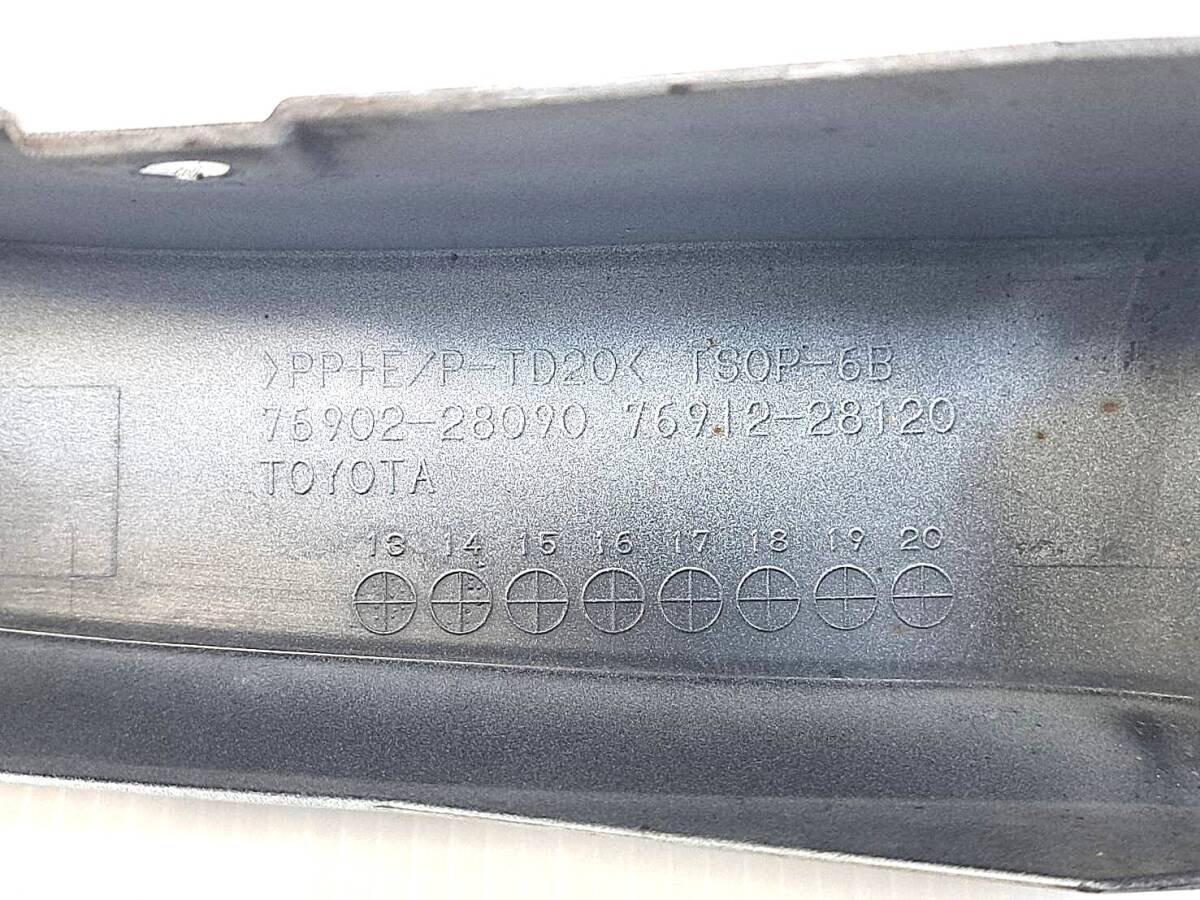 >PP+E/P-TD20< TSOP-6B
76902-28090 76912-28120
TOYOTA
13 14 15 16 17 18 19 20